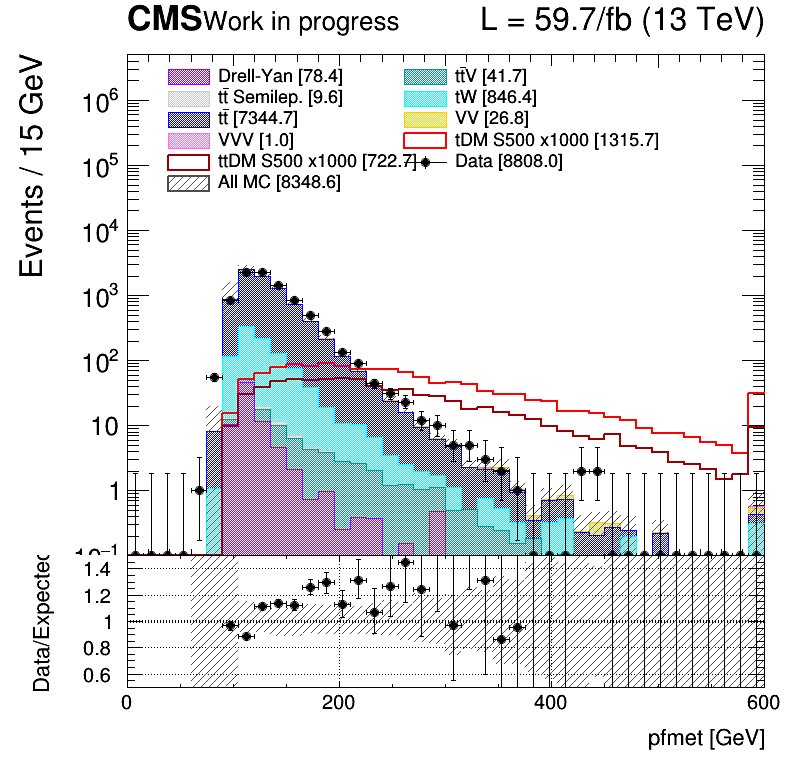 CMS Work in progress L = 59.7/fb (13 TeV)
Events / 15 GeV
Drell-Yan [78.4] tt̄V [41.7]
tt̄ Semilep. [9.6] tW [846.4]
tt̄ [7344.7] VV [26.8]
VVV [1.0] tDM S500 x1000 [1315.7]
ttDM S500 x1000 [722.7] Data [8808.0]
All MC [8348.6]
10⁶
10⁵
10⁴
10³
10²
10
1
10⁻¹
Data/Expected
1.4
1.2
1
0.8
0.6
0 200 400 600
pfmet [GeV]